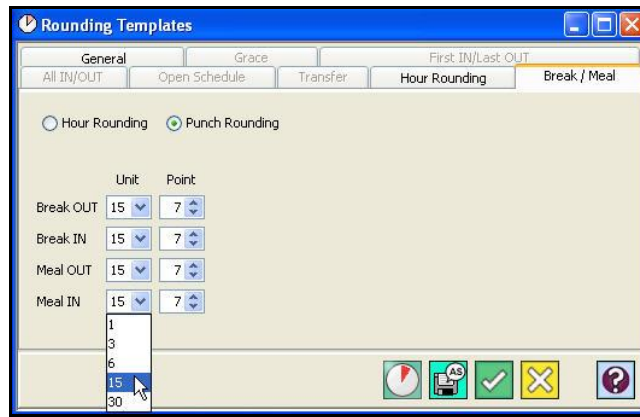 Rounding Templates
General Grace First IN/Last OUT
All IN/OUT Open Schedule Transfer Hour Rounding Break / Meal
Hour Rounding Punch Rounding
Unit Point
Break OUT 15 7
Break IN 15 7
Meal OUT 15 7
Meal IN 15 7
1
3
6
15
30
AS
?